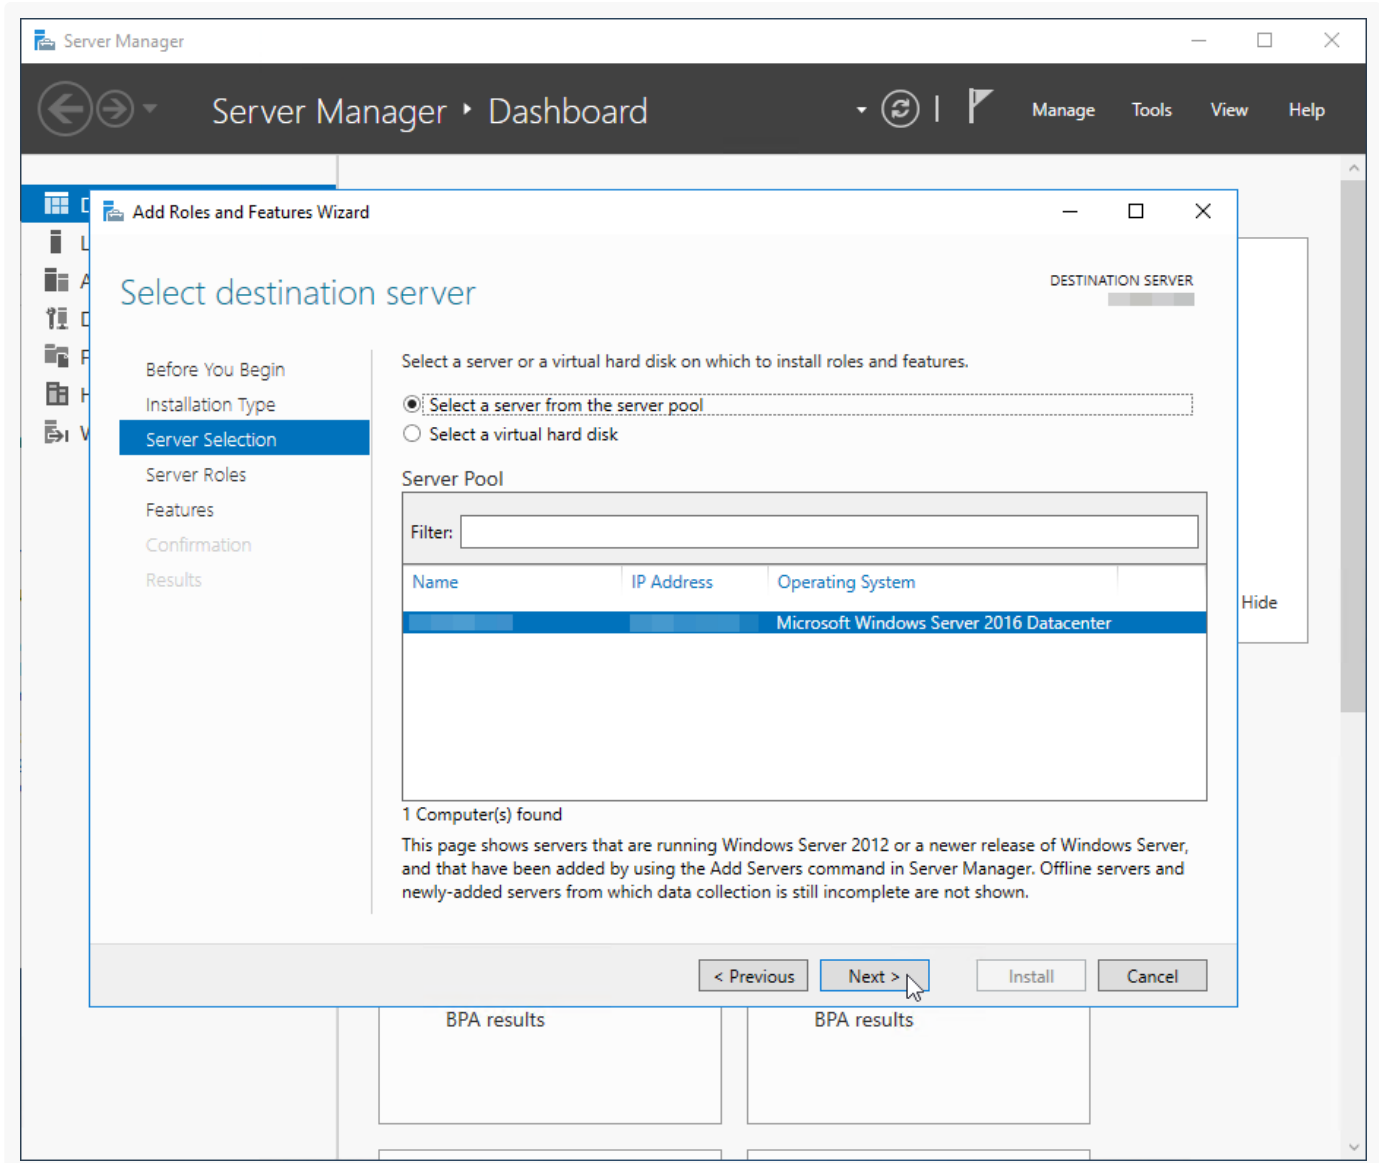 Server Manager
Server Manager ‣ Dashboard
Manage Tools View Help
Add Roles and Features Wizard
Select destination server
DESTINATION SERVER
Before You Begin
Installation Type
Server Selection
Server Roles
Features
Confirmation
Results
Select a server or a virtual hard disk on which to install roles and features.
Select a server from the server pool
Select a virtual hard disk
Server Pool
Filter:
Name IP Address Operating System
Microsoft Windows Server 2016 Datacenter
1 Computer(s) found
This page shows servers that are running Windows Server 2012 or a newer release of Windows Server,
and that have been added by using the Add Servers command in Server Manager. Offline servers and
newly-added servers from which data collection is still incomplete are not shown.
Hide
< Previous Next > Install Cancel
BPA results BPA results